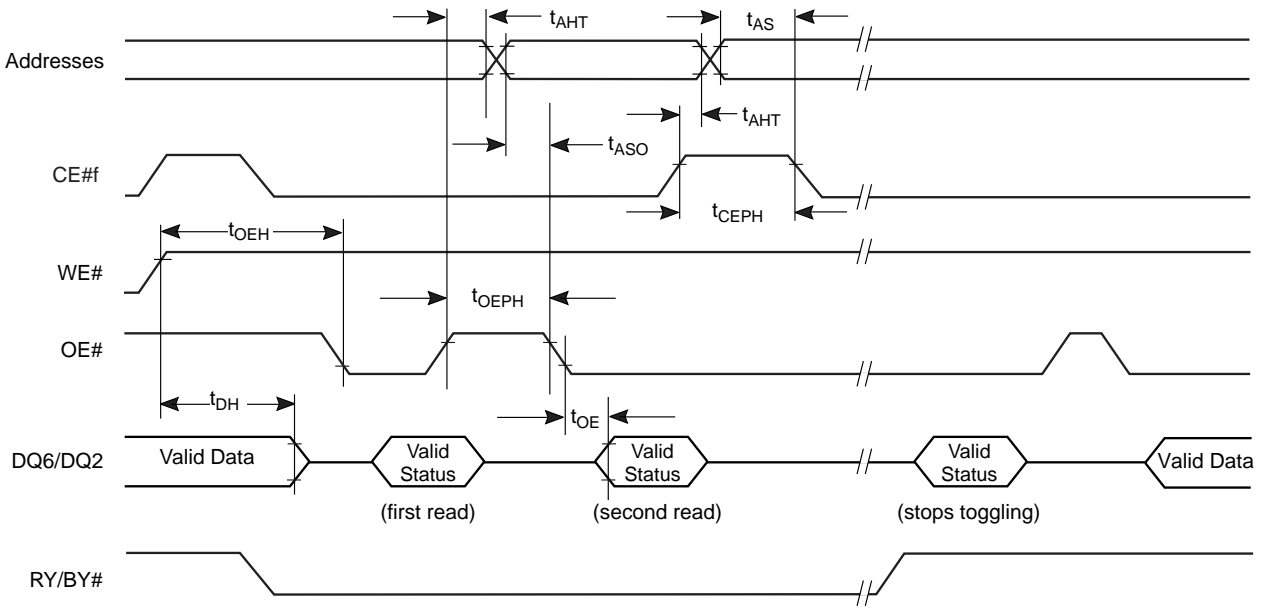 tAHT
tAS
Addresses
tAHT
tASO
CE#f
tCEPH
tOEH
WE#
tOEPH
OE#
tDH
tOE
DQ6/DQ2
Valid Data
Valid
Status
Valid
Status
Valid
Status
Valid Data
(first read)
(second read)
(stops toggling)
RY/BY#